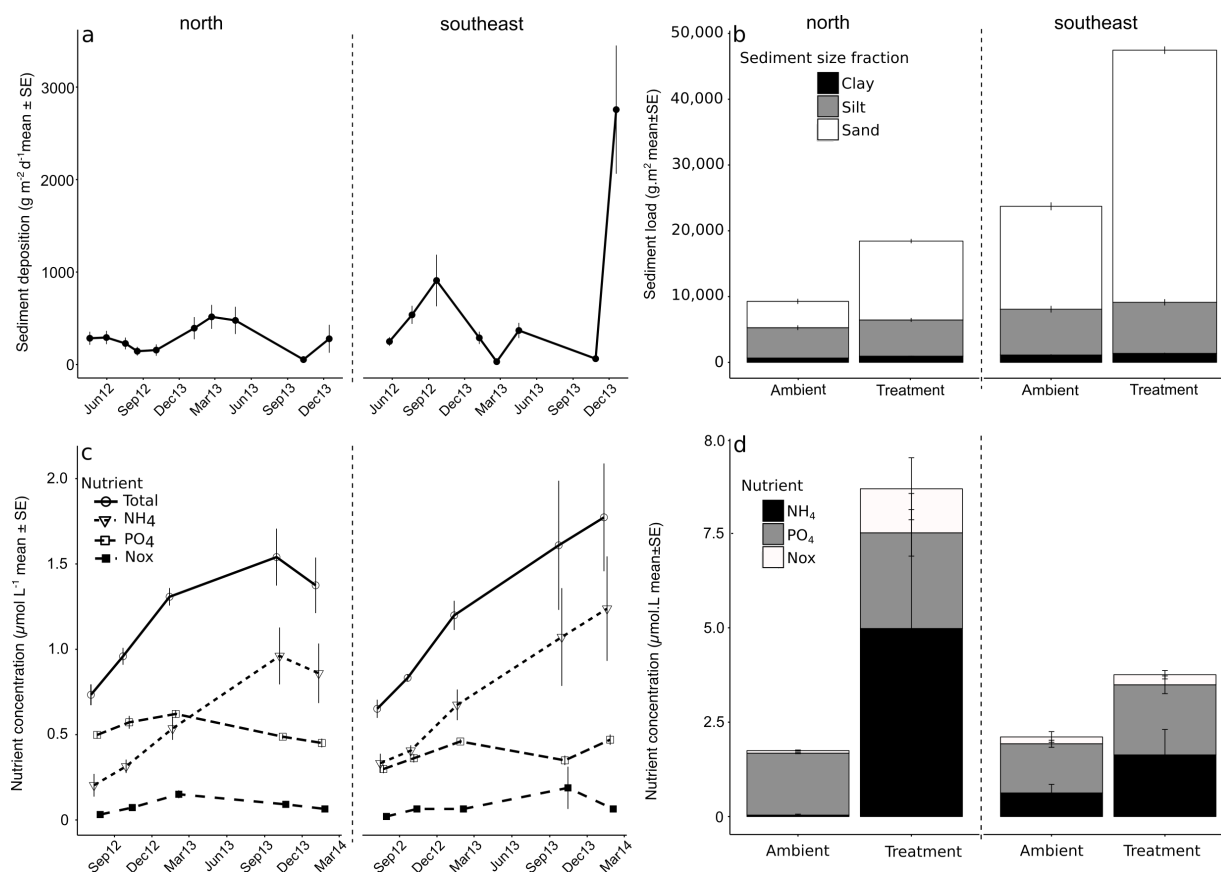 a
north
southeast
Sediment deposition (g m⁻² d⁻¹mean ± SE)
3000
2000
1000
0
Jun12
Sep12
Dec13
Mar13
Jun13
Sep13
Dec13
Jun12
Sep12
Dec13
Mar13
Jun13
Sep13
Dec13
b
north
southeast
Sediment size fraction
Clay
Silt
Sand
Sediment load (g.m² mean±SE)
50,000
40,000
30,000
20,000
10,000
0
Ambient
Treatment
Ambient
Treatment
c
Nutrient
Total
NH4
PO4
Nox
Nutrient concentration (µmol L⁻¹ mean ± SE)
2.0
1.5
1.0
0.5
0
Sep12
Dec12
Mar13
Jun13
Sep13
Dec13
Mar14
Sep12
Dec12
Mar13
Jun13
Sep13
Dec13
Mar14
d
Nutrient
NH₄
PO₄
Nox
Nutrient concentration (µmol.L mean±SE)
8.0
7.5
5.0
2.5
0
Ambient
Treatment
Ambient
Treatment